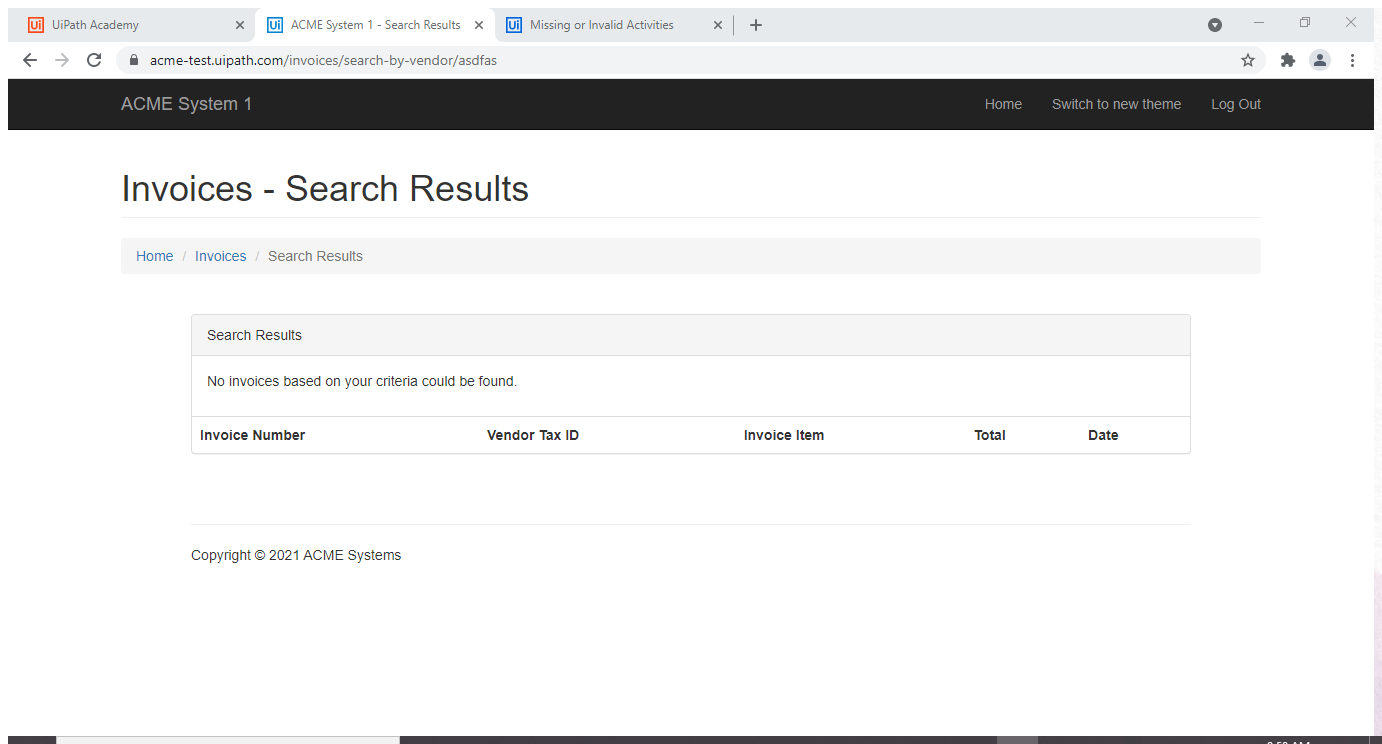 Ui UiPath Academy Ui ACME System 1 - Search Results Ui Missing or Invalid Activities
acme-test.uipath.com/invoices/search-by-vendor/asdfas
ACME System 1 Home Switch to new theme Log Out
Invoices - Search Results
Home / Invoices / Search Results
Search Results
No invoices based on your criteria could be found.
Invoice Number Vendor Tax ID Invoice Item Total Date
Copyright © 2021 ACME Systems